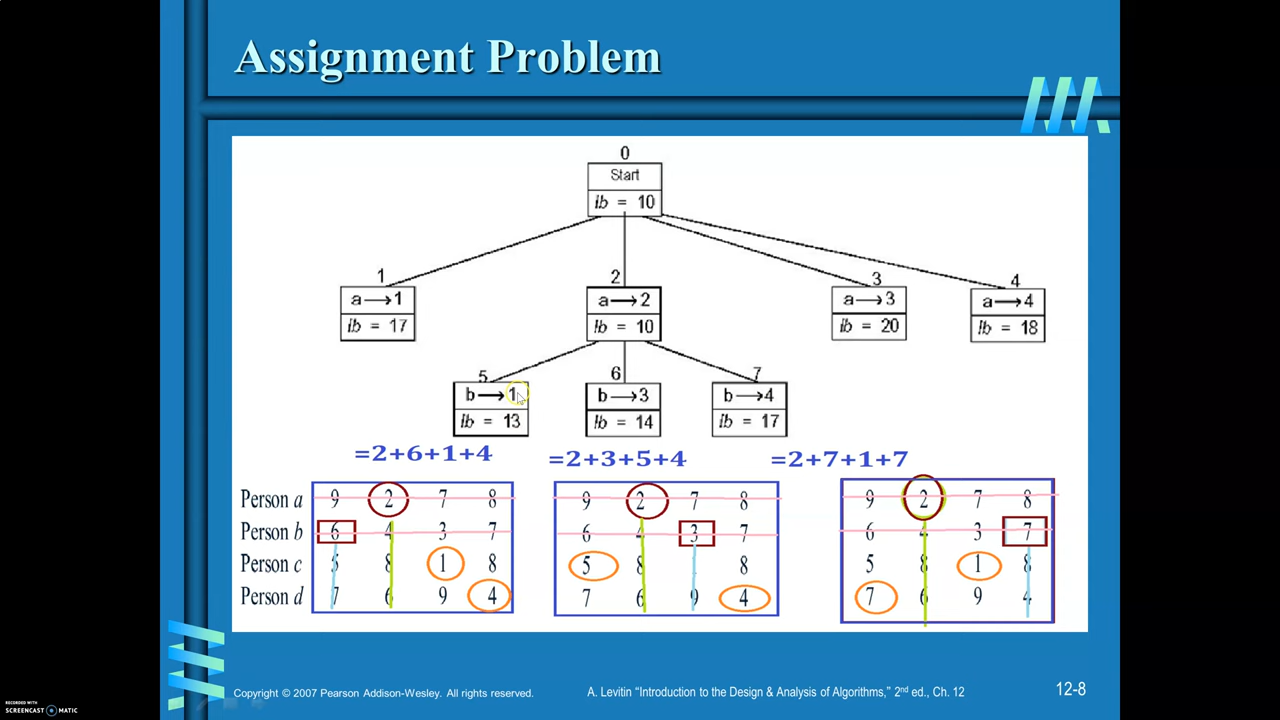 Assignment Problem
0
Start
lb = 10
1
a→1
lb = 17
2
a→2
lb = 10
3
a→3
lb = 20
4
a→4
lb = 18
5
b→1
lb = 13
6
b→3
lb = 14
7
b→4
lb = 17
=2+6+1+4
=2+3+5+4
=2+7+1+7
Person a 9 2 7 8
Person b 6 4 3 7
Person c 5 8 1 8
Person d 7 6 9 4
9 2 7 8
6 4 3 7
5 8 8
7 6 9 4
9 2 7 8
6 4 3 7
5 8 1 8
7 6 9 4
Copyright © 2007 Pearson Addison-Wesley. All rights reserved.
A. Levitin "Introduction to the Design & Analysis of Algorithms," 2nd ed., Ch. 12
12-8
RECORDED WITH
SCREENCAST MATIC